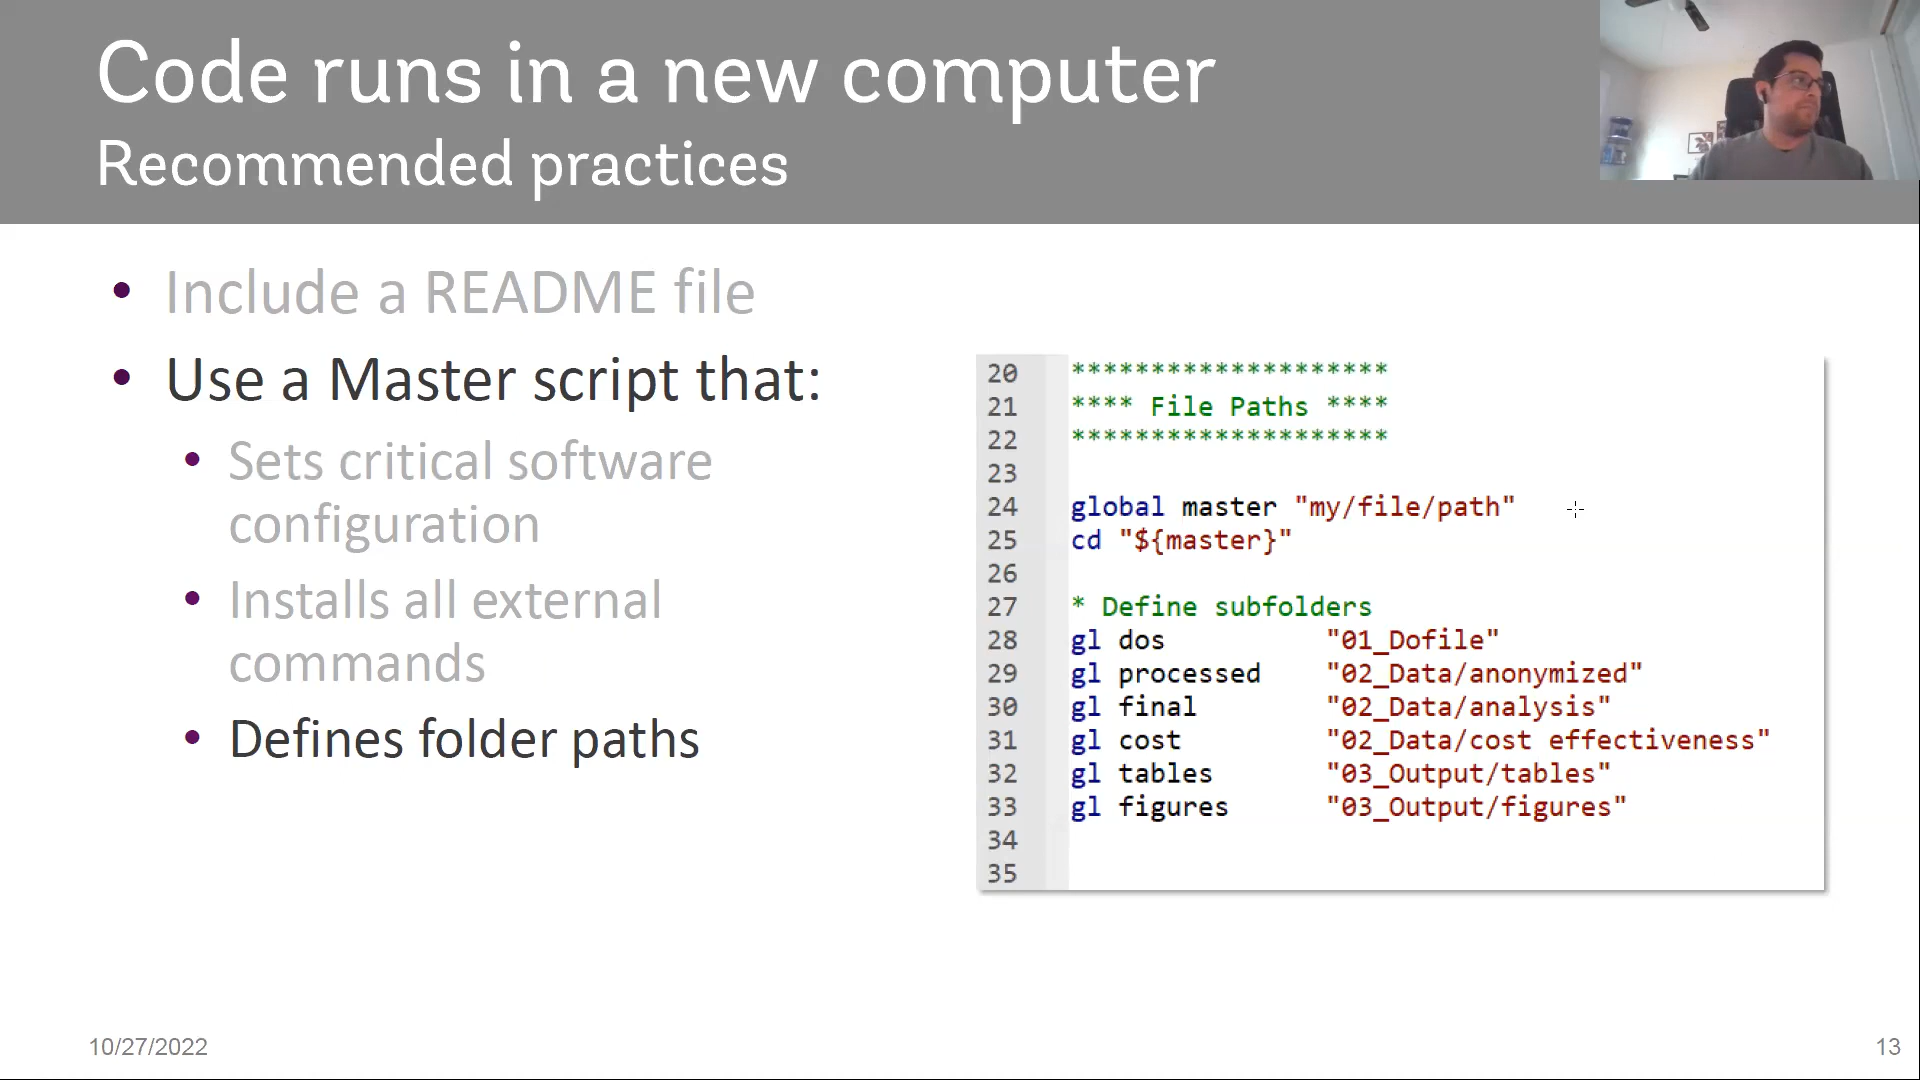 Code runs in a new computer
Recommended practices
• Include a README file
• Use a Master script that:
• Sets critical software
configuration
• Installs all external
commands
• Defines folder paths
20 ********************
21 **** File Paths ****
22 ********************
23
24 global master "my/file/path"
25 cd "${master}"
26
27 * Define subfolders
28 gl dos "01_Dofile"
29 gl processed "02_Data/anonymized"
30 gl final "02_Data/analysis"
31 gl cost "02_Data/cost effectiveness"
32 gl tables "03_Output/tables"
33 gl figures "03_Output/figures"
34
35
10/27/2022
13